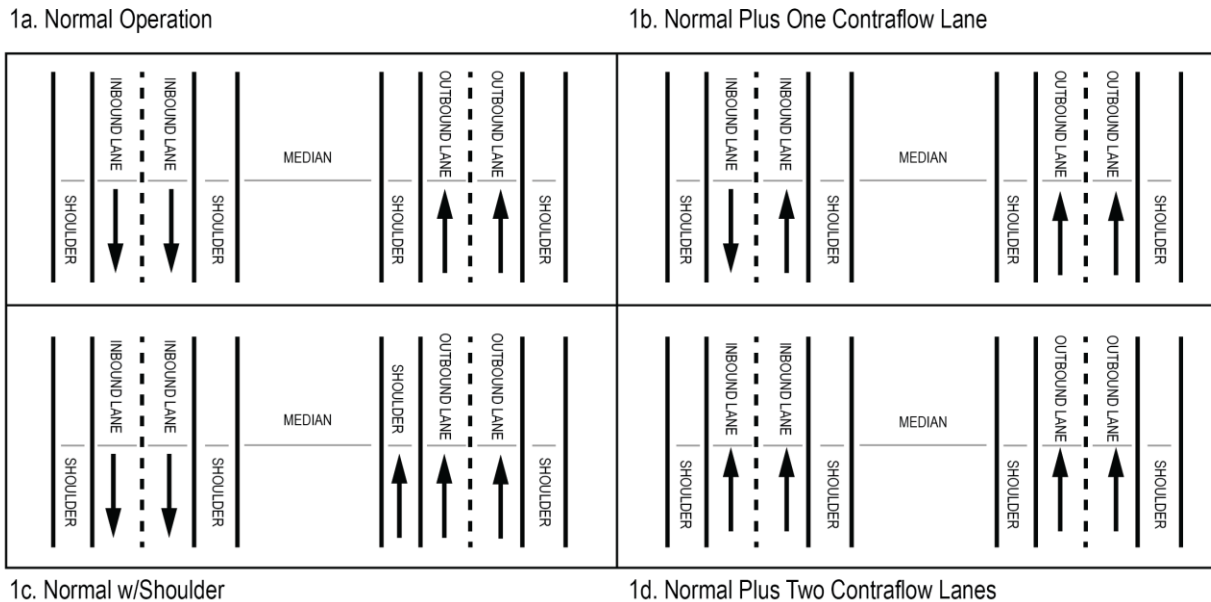 1a. Normal Operation
1b. Normal Plus One Contraflow Lane
SHOULDER
INBOUND LANE
INBOUND LANE
SHOULDER
MEDIAN
SHOULDER
OUTBOUND LANE
OUTBOUND LANE
SHOULDER
SHOULDER
INBOUND LANE
INBOUND LANE
SHOULDER
MEDIAN
SHOULDER
OUTBOUND LANE
OUTBOUND LANE
SHOULDER
SHOULDER
INBOUND LANE
INBOUND LANE
SHOULDER
MEDIAN
SHOULDER
OUTBOUND LANE
OUTBOUND LANE
SHOULDER
SHOULDER
INBOUND LANE
INBOUND LANE
SHOULDER
MEDIAN
SHOULDER
OUTBOUND LANE
OUTBOUND LANE
SHOULDER
1c. Normal w/Shoulder
1d. Normal Plus Two Contraflow Lanes